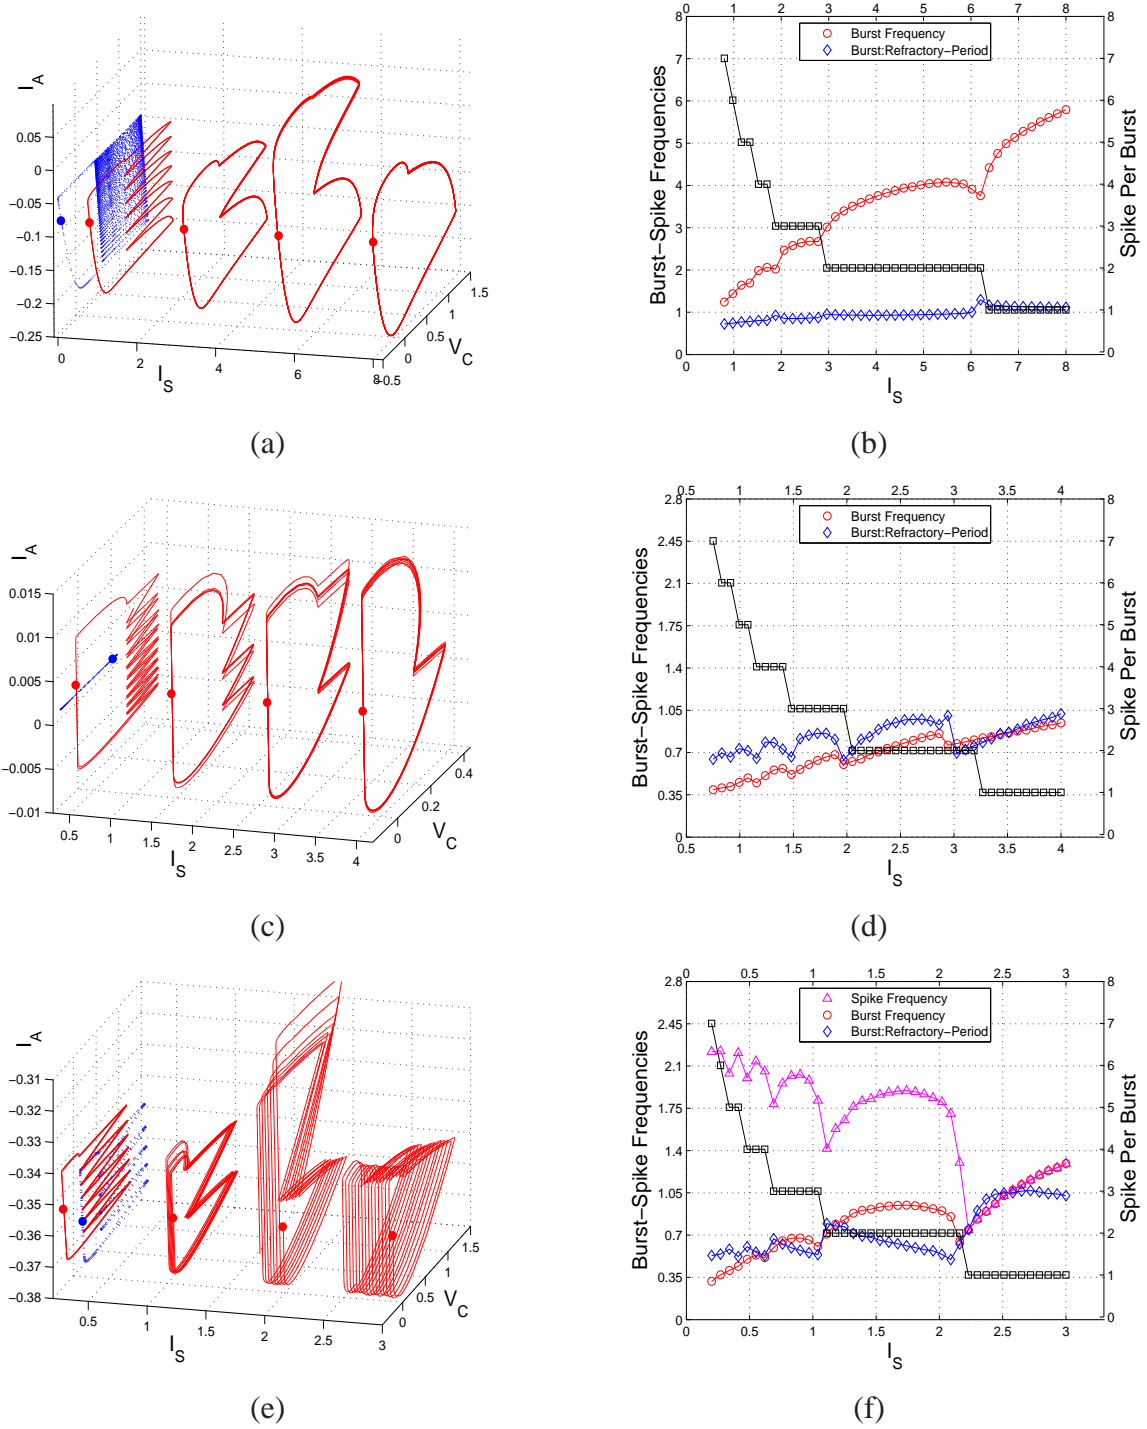 I_A
0.05
0
−0.05
−0.1
−0.15
−0.2
−0.25
0
2
4
6
8
I_S
−0.5
0
0.5
1
1.5
V_C
(a)
0 1 2 3 4 5 6 7 8
Burst Frequency
Burst:Refractory−Period
Burst−Spike Frequencies
8
7
6
5
4
3
2
1
0
Spike Per Burst
8
7
6
5
4
3
2
1
0
0 1 2 3 4 5 6 7 8
I_S
(b)
I_A
0.015
0.01
0.005
0
−0.005
−0.01
0.5 1 1.5 2 2.5 3 3.5 4
I_S
0
0.2
0.4
V_C
(c)
0.5 1 1.5 2 2.5 3 3.5 4
Burst Frequency
Burst:Refractory−Period
Burst−Spike Frequencies
2.8
2.45
2.1
1.75
1.4
1.05
0.7
0.35
0
Spike Per Burst
8
7
6
5
4
3
2
1
0
0.5 1 1.5 2 2.5 3 3.5 4
I_S
(d)
I_A
−0.31
−0.32
−0.33
−0.34
−0.35
−0.36
−0.37
−0.38
0.5 1 1.5 2 2.5 3
I_S
0
0.5
1
1.5
V_C
(e)
0 0.5 1 1.5 2 2.5 3
Spike Frequency
Burst Frequency
Burst:Refractory−Period
Burst−Spike Frequencies
2.8
2.45
2.1
1.75
1.4
1.05
0.7
0.35
0
Spike Per Burst
8
7
6
5
4
3
2
1
0
0 0.5 1 1.5 2 2.5 3
I_S
(f)